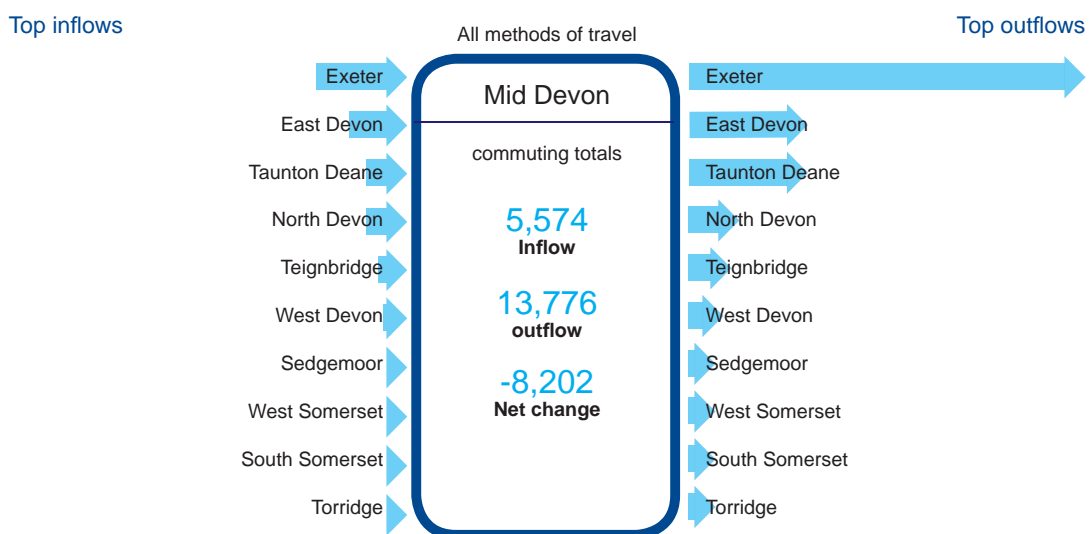 Top inflows
All methods of travel
Top outflows
Exeter
East Devon
Taunton Deane
North Devon
Teignbridge
West Devon
Sedgemoor
West Somerset
South Somerset
Torridge
Mid Devon
commuting totals
5,574
Inflow
13,776
outflow
-8,202
Net change
Exeter
East Devon
Taunton Deane
North Devon
Teignbridge
West Devon
Sedgemoor
West Somerset
South Somerset
Torridge